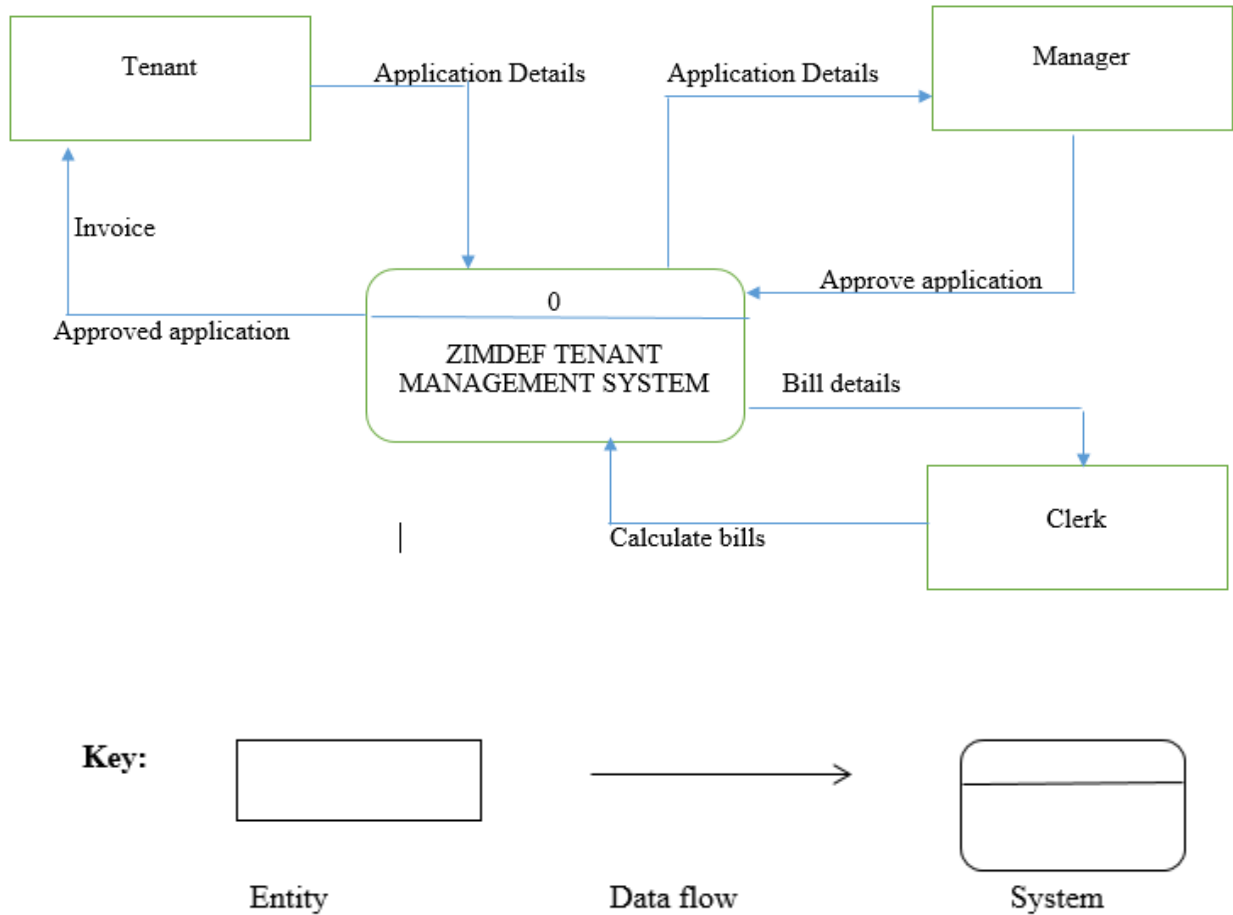 Tenant
Application Details
Application Details
Manager
Invoice
Approve application
0
Approved application
ZIMDEF TENANT
MANAGEMENT SYSTEM
Bill details
Clerk
Calculate bills
Key:
Entity
Data flow
System